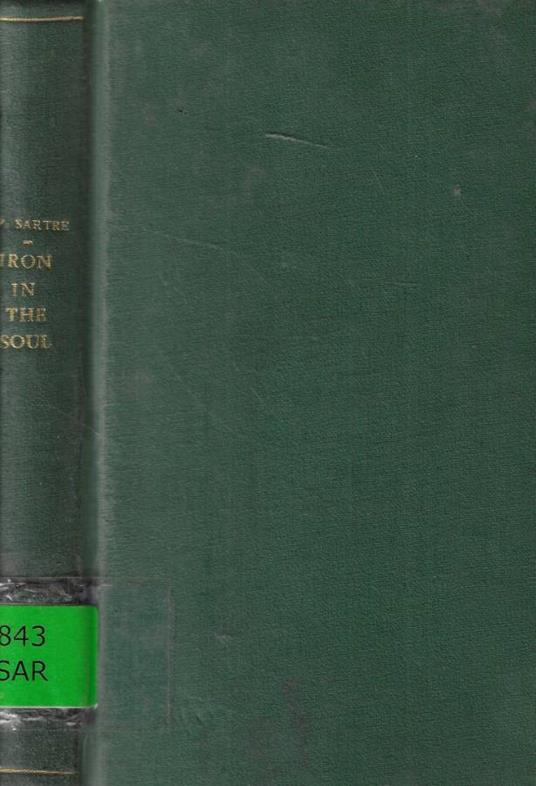 P. SARTRE
IRON
IN
THE
SOUL
843
SAR